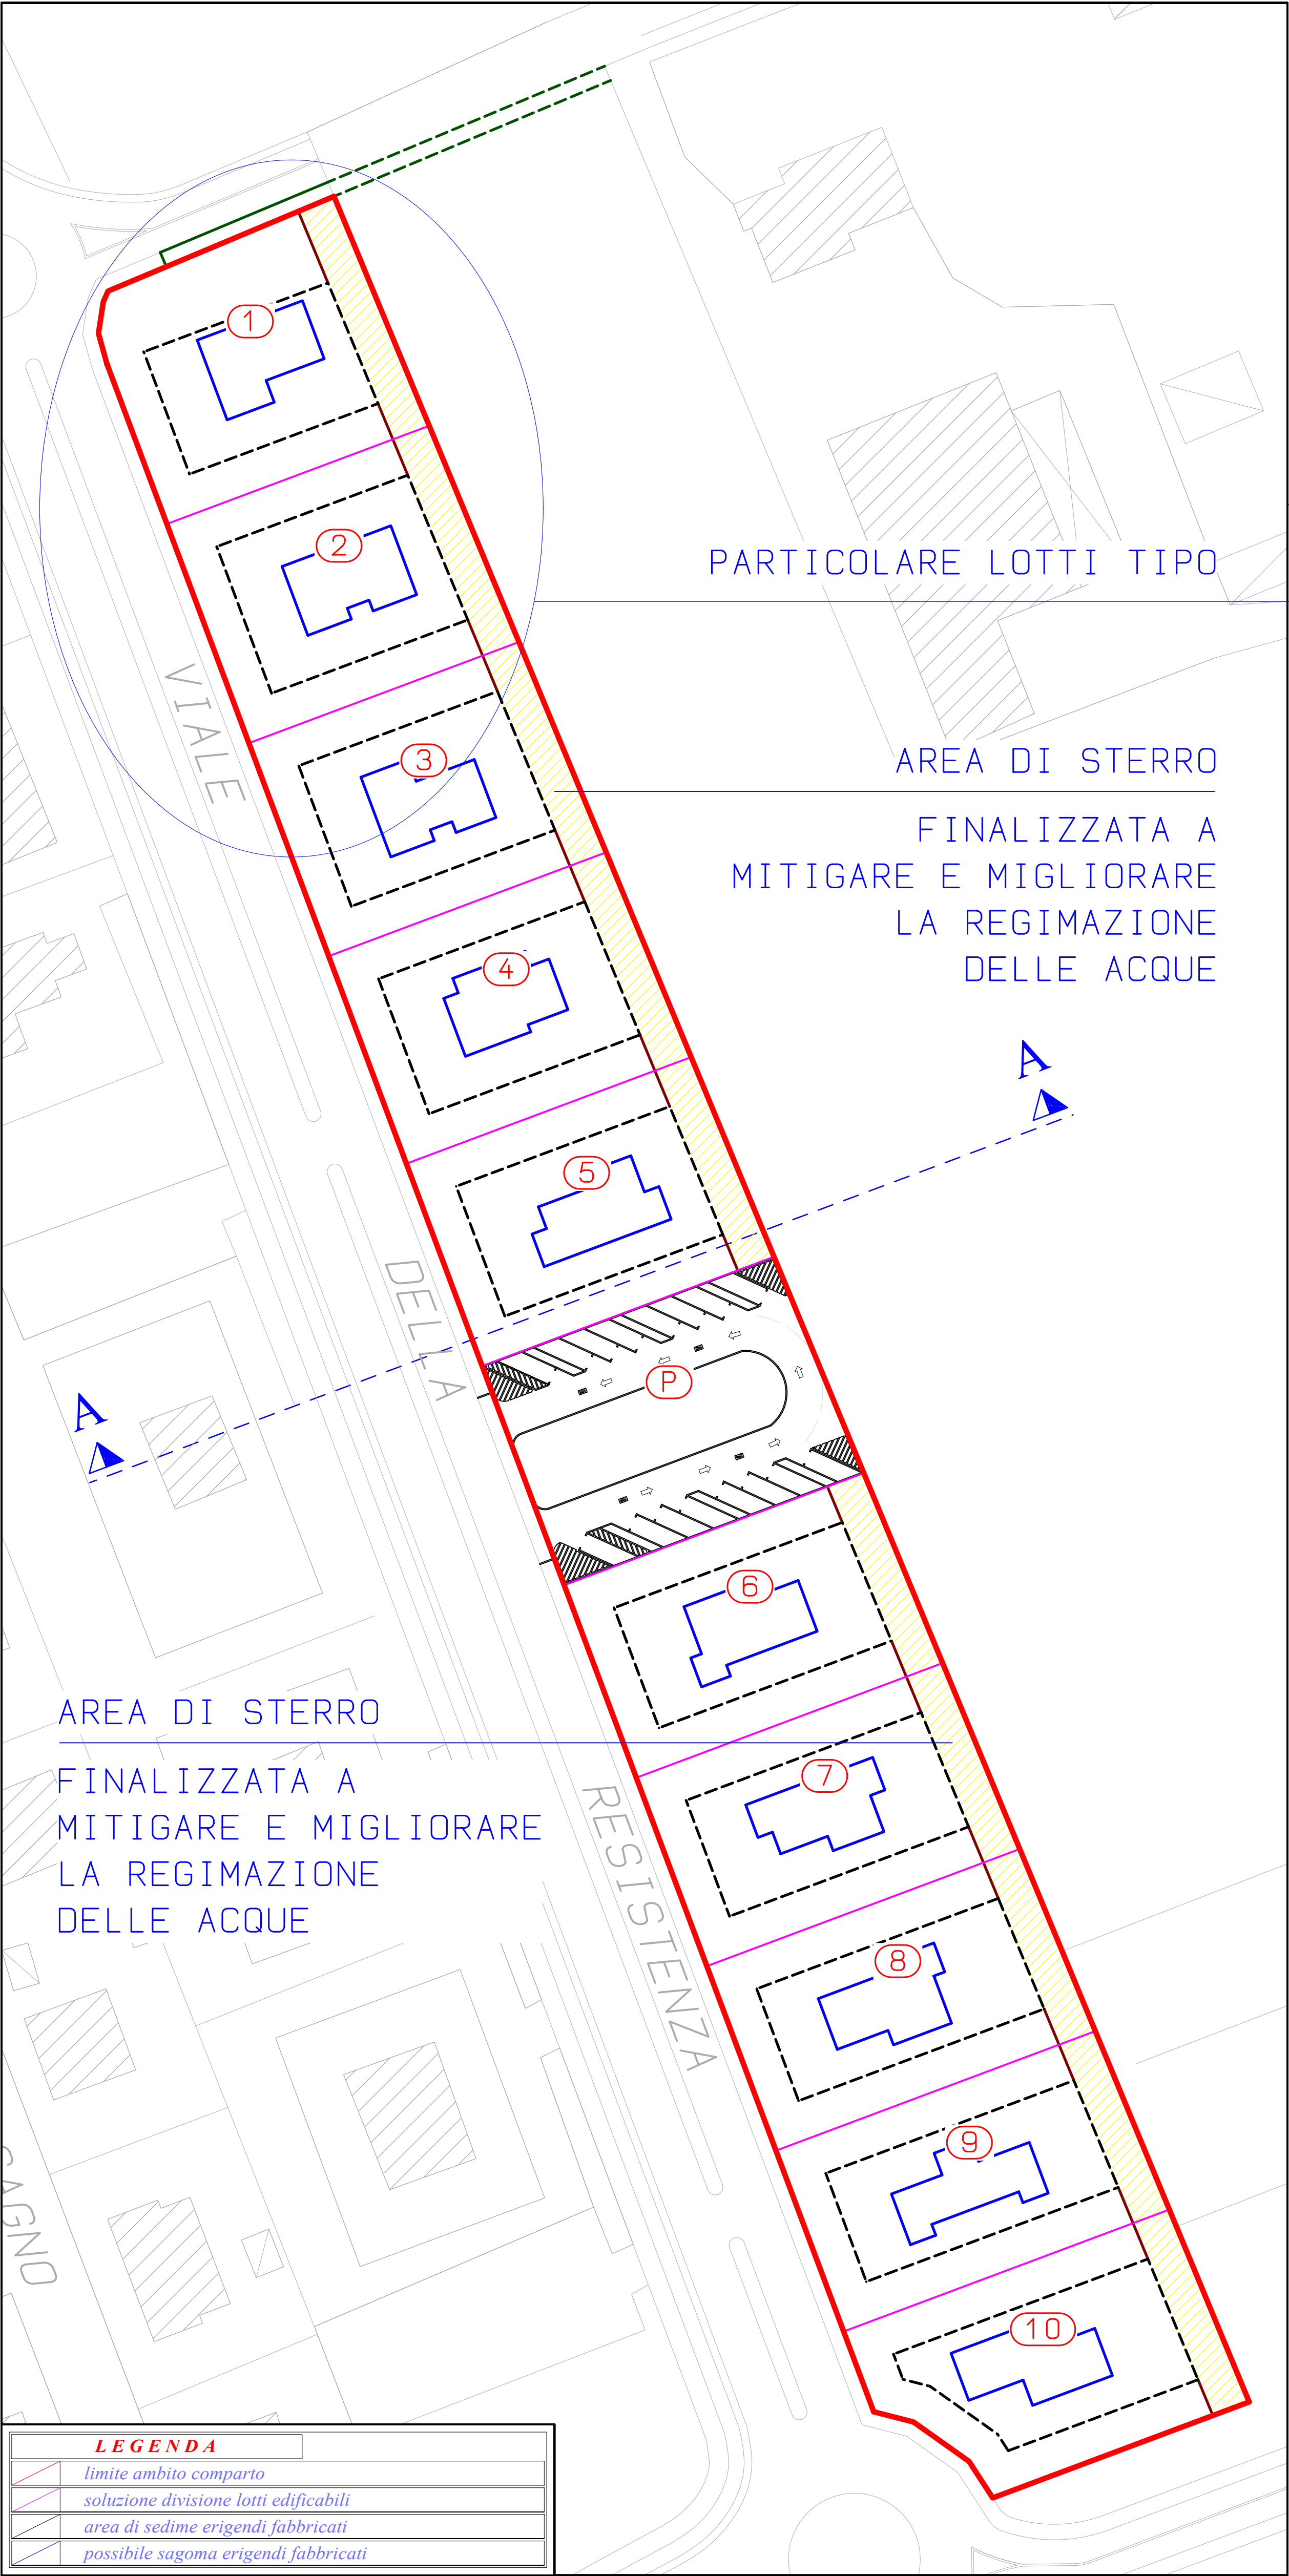 1
2
PARTICOLARE LOTTI TIPO
VIALE
3
AREA DI STERRO
FINALIZZATA A
MITIGARE E MIGLIORARE
LA REGIMAZIONE
DELLE ACQUE
4
A
5
DELLA
P
A
6
AREA DI STERRO
FINALIZZATA A
MITIGARE E MIGLIORARE
LA REGIMAZIONE
DELLE ACQUE
7
RESISTENZA
8
9
10
LEGENDA
limite ambito comparto
soluzione divisione lotti edificabili
area di sedime erigendi fabbricati
possibile sagoma erigendi fabbricati